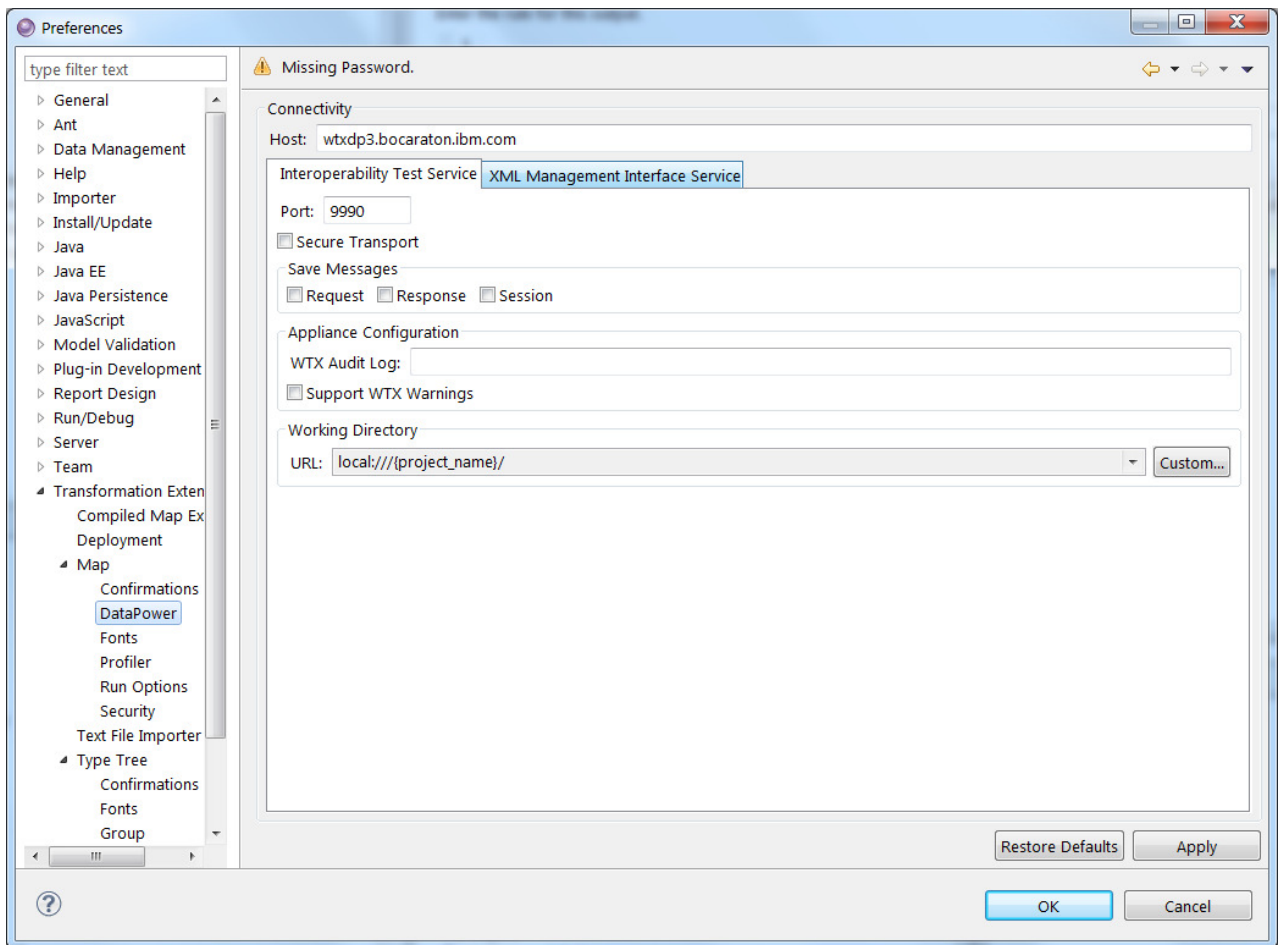 Preferences
type filter text
General
Ant
Data Management
Help
Importer
Install/Update
Java
Java EE
Java Persistence
JavaScript
Model Validation
Plug-in Development
Report Design
Run/Debug
Server
Team
Transformation Exten
Compiled Map Ex
Deployment
Map
Confirmations
DataPower
Fonts
Profiler
Run Options
Security
Text File Importer
Type Tree
Confirmations
Fonts
Group
Missing Password.
Connectivity
Host: wtxdp3.bocaraton.ibm.com
Interoperability Test Service XML Management Interface Service
Port: 9990
Secure Transport
Save Messages
Request Response Session
Appliance Configuration
WTX Audit Log:
Support WTX Warnings
Working Directory
URL: local:///{project_name}/ Custom...
Restore Defaults Apply
OK Cancel